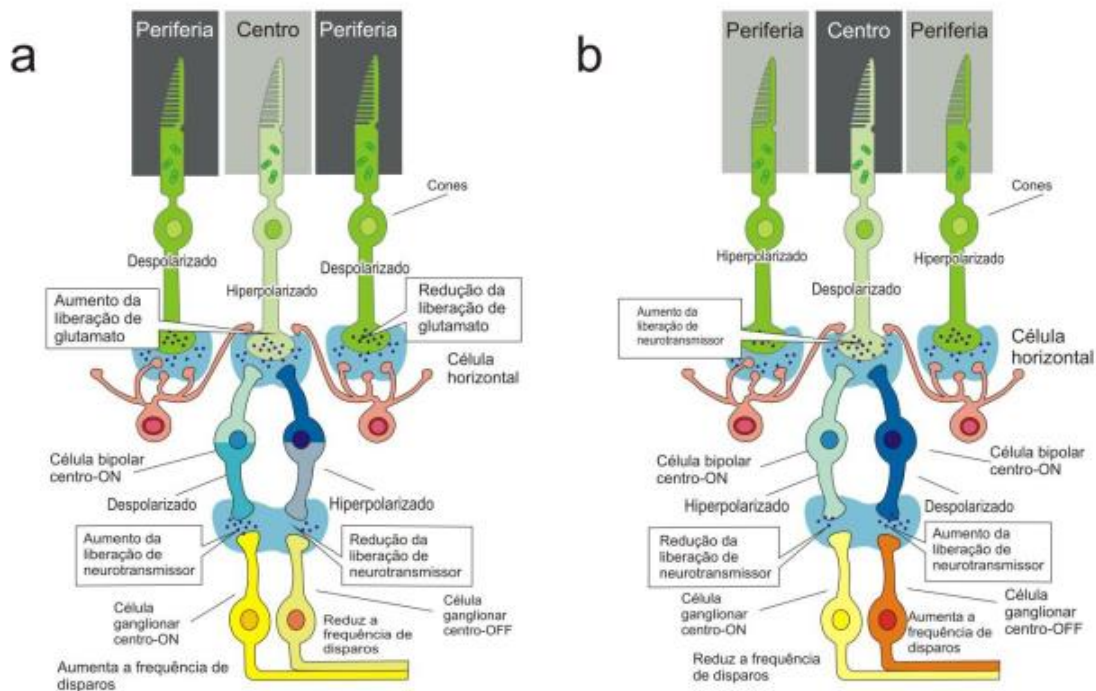 a
Periferia
Centro
Periferia
Cones
Despolarizado
Hiperpolarizado
Despolarizado
Aumento da
liberação de
glutamato
Redução da
liberação de
glutamato
Célula
horizontal
Célula bipolar
centro-ON
Despolarizado
Hiperpolarizado
Aumento da
liberação de
neurotransmissor
Redução da
liberação de
neurotransmissor
Célula
ganglionar
centro-ON
Reduz a
frequência de
disparos
Célula
ganglionar
centro-OFF
Aumenta a frequência de
disparos
b
Periferia
Centro
Periferia
Cones
Hiperpolarizado
Despolarizado
Hiperpolarizado
Aumento da
liberação de
neurotransmissor
Célula
horizontal
Célula bipolar
centro-ON
Célula bipolar
centro-ON
Hiperpolarizado
Despolarizado
Redução da
liberação de
neurotransmissor
Aumento da
liberação de
neurotransmissor
Célula
ganglionar
centro-ON
Aumenta a
frequência de
disparos
Célula
ganglionar
centro-OFF
Reduz a frequência
de disparos